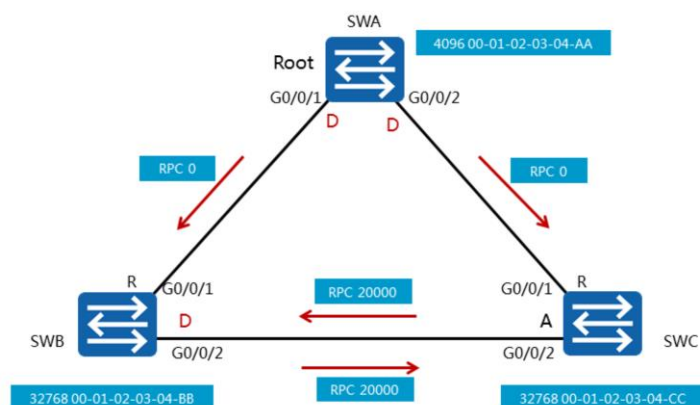 SWA
4096 00-01-02-03-04-AA
Root
G0/0/1
G0/0/2
D
D
RPC 0
RPC 0
R
G0/0/1
RPC 20000
G0/0/1
R
SWB
D
A
SWC
G0/0/2
G0/0/2
32768 00-01-02-03-04-BB
RPC 20000
32768 00-01-02-03-04-CC